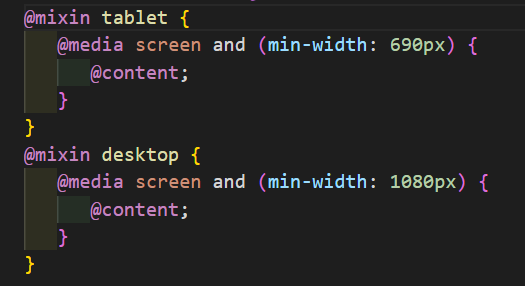 @mixin tablet {
    @media screen and (min-width: 690px) {
        @content;
    }
}
@mixin desktop {
    @media screen and (min-width: 1080px) {
        @content;
    }
}